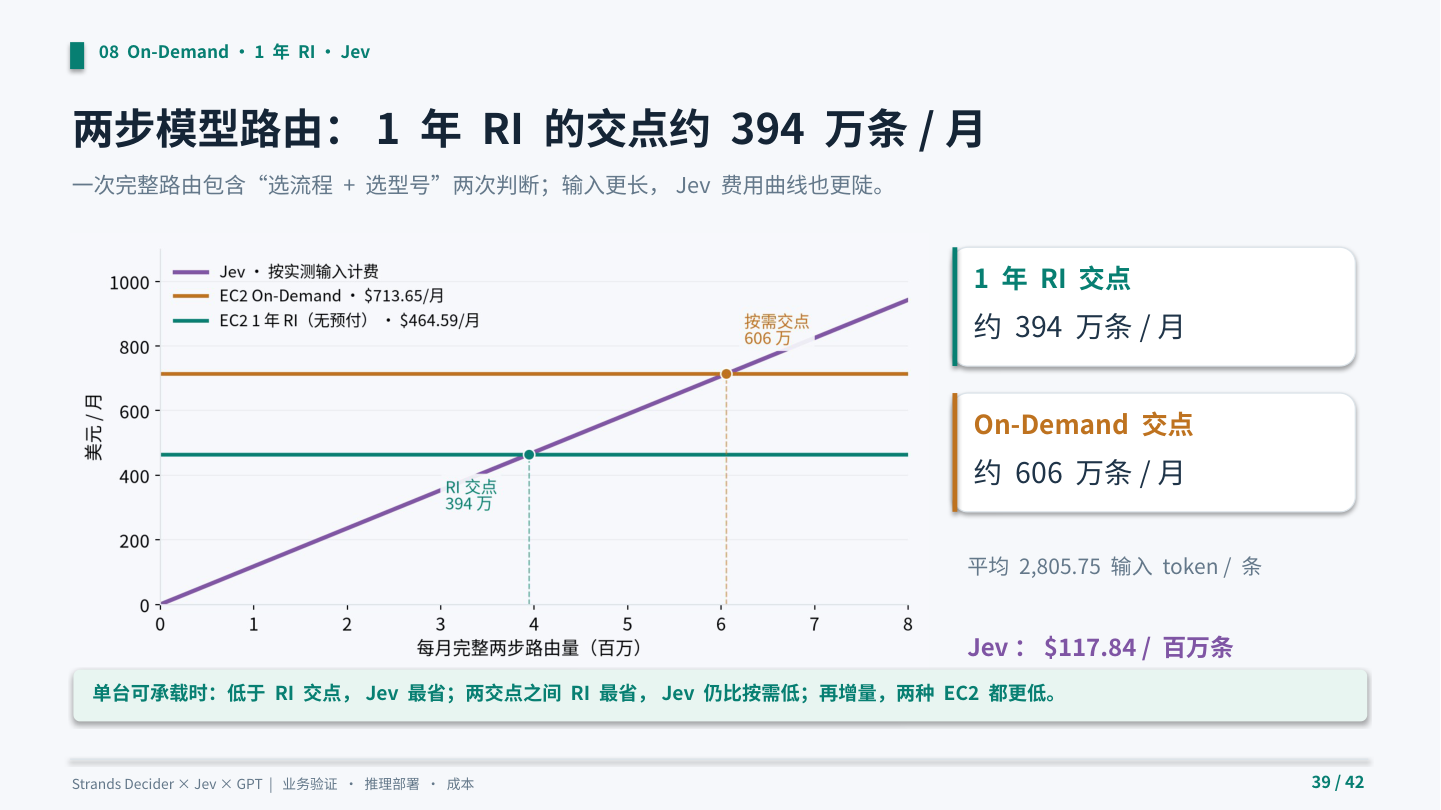 08 On-Demand · 1 年 RI · Jev
两步模型路由： 1 年 RI 的交点约 394 万条 / 月
一次完整路由包含“选流程 + 选型号”两次判断；输入更长， Jev 费用曲线也更陡。
Jev · 按实测输入计费
EC2 On-Demand · $713.65/月
EC2 1 年 RI（无预付） · $464.59/月
1000
800
600
400
200
0
美元 / 月
按需交点
606 万
RI 交点
394 万
0 1 2 3 4 5 6 7 8
每月完整两步路由量（百万）
1 年 RI 交点
约 394 万条 / 月
On-Demand 交点
约 606 万条 / 月
平均 2,805.75 输入 token / 条
Jev： $117.84 / 百万条
单台可承载时：低于 RI 交点， Jev 最省；两交点之间 RI 最省， Jev 仍比按需低；再增量，两种 EC2 都更低。
Strands Decider × Jev × GPT | 业务验证 · 推理部署 · 成本
39 / 42